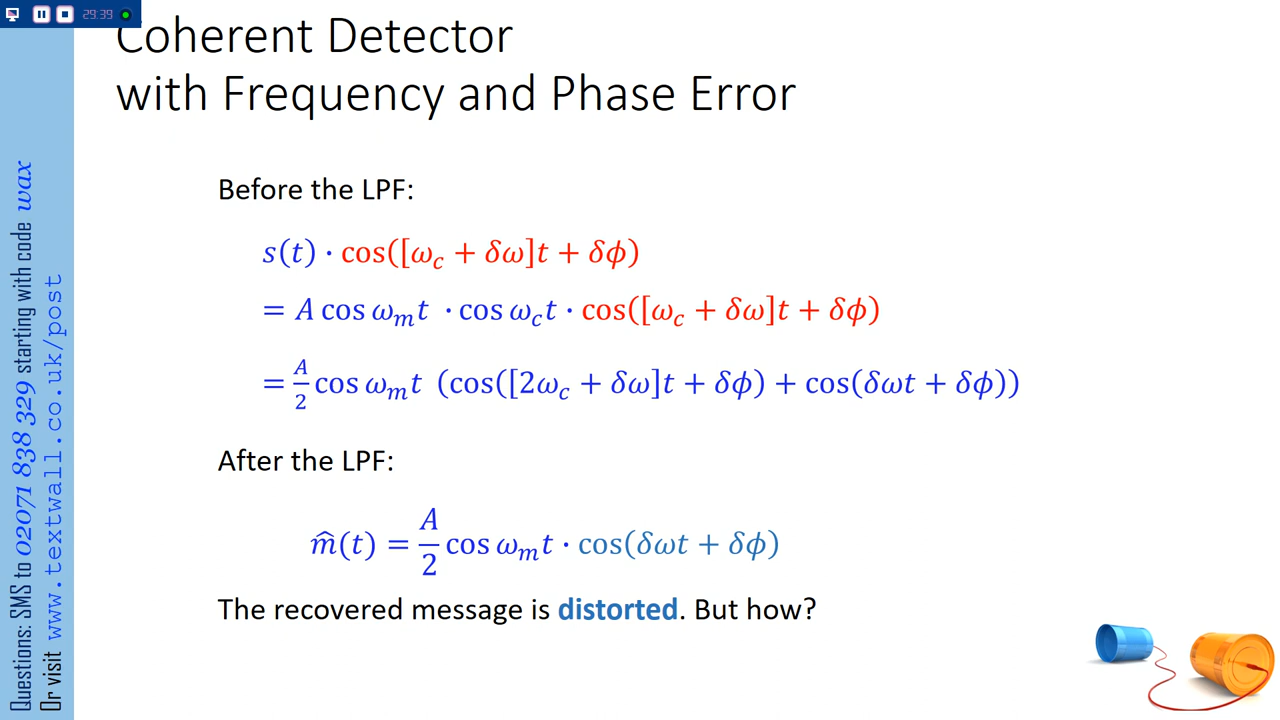 29:39
Coherent Detector
with Frequency and Phase Error
Before the LPF:
s(t) · cos([ω_c + δω]t + δϕ)
= A cos ω_m t · cos ω_c t · cos([ω_c + δω]t + δϕ)
= A/2 cos ω_m t (cos([2ω_c + δω]t + δϕ) + cos(δωt + δϕ))
After the LPF:
m̂(t) = A/2 cos ω_m t · cos(δωt + δϕ)
The recovered message is distorted. But how?
Questions: SMS to 02071 838 329 starting with code wax
Or visit www.textwall.co.uk/post